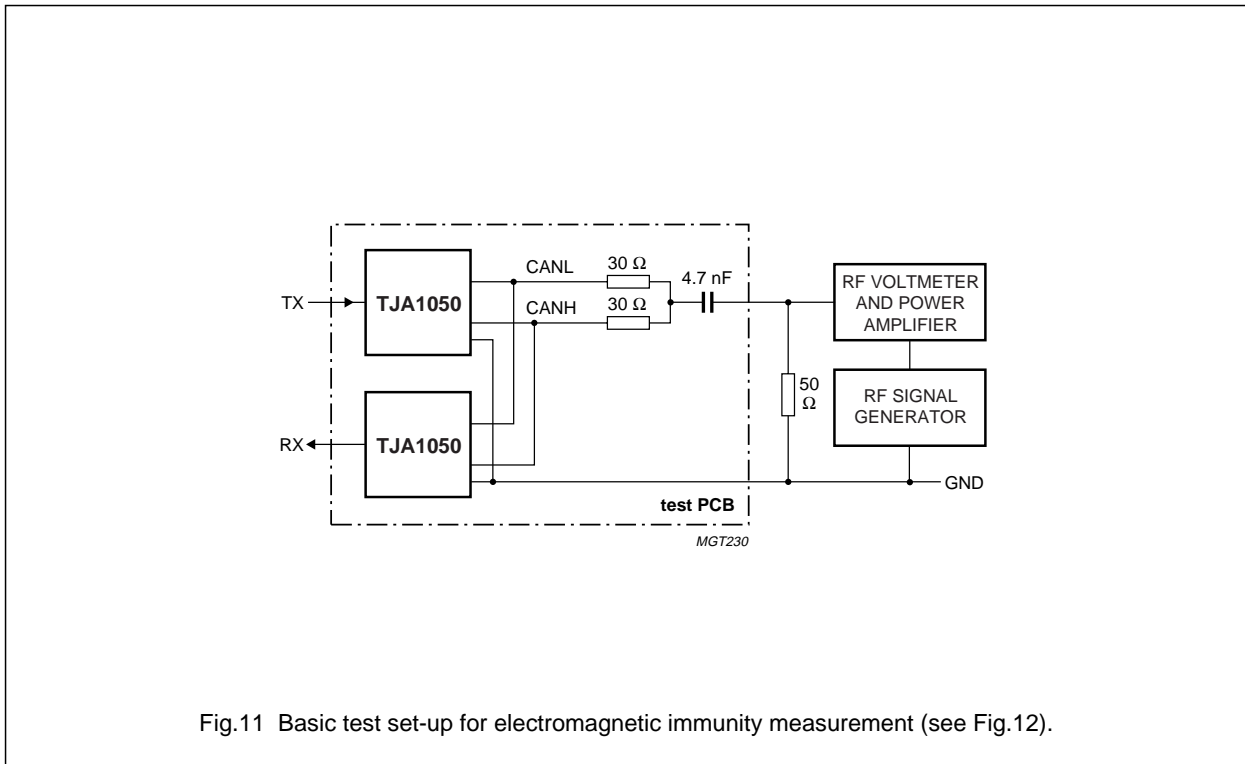 TX
TJA1050
CANL
CANH
30 Ω
30 Ω
4.7 nF
RF VOLTMETER
AND POWER
AMPLIFIER
50
Ω
RF SIGNAL
GENERATOR
RX
TJA1050
GND
test PCB
MGT230
Fig.11 Basic test set-up for electromagnetic immunity measurement (see Fig.12).